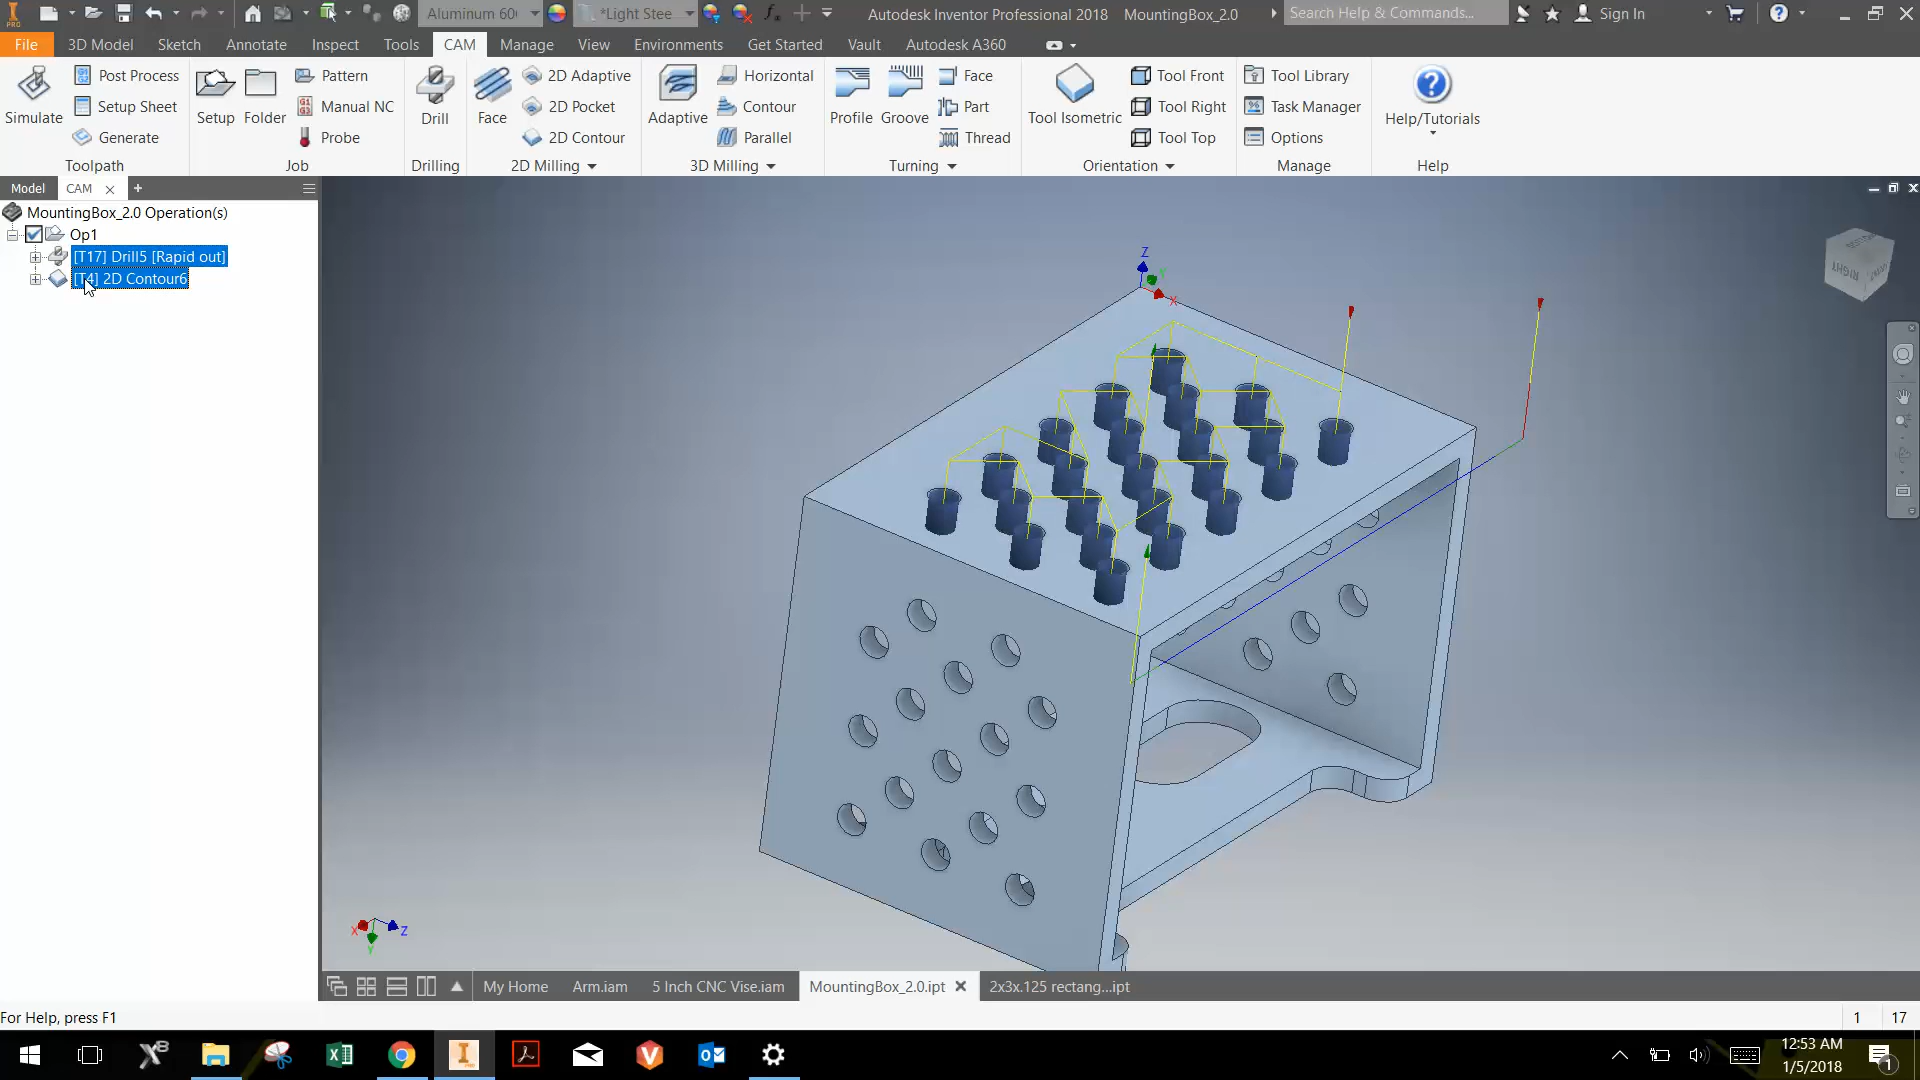 Aluminum 60
*Light Stee
Autodesk Inventor Professional 2018 MountingBox_2.0
Search Help & Commands...
Sign In
File 3D Model Sketch Annotate Inspect Tools CAM Manage View Environments Get Started Vault Autodesk A360
Simulate
Post Process
Setup Sheet
Generate
Toolpath
Setup
Folder
Pattern
Manual NC
Probe
Job
Drill
Drilling
Face
2D Adaptive
2D Pocket
2D Contour
2D Milling
Adaptive
Horizontal
Contour
Parallel
3D Milling
Profile
Groove
Face
Part
Thread
Turning
Tool Isometric
Tool Front
Tool Right
Tool Top
Orientation
Tool Library
Task Manager
Options
Manage
Help/Tutorials
Help
Model CAM
MountingBox_2.0 Operation(s)
Op1
[T17] Drill5 [Rapid out]
[T4] 2D Contour6
Z
Y
X
RIGHT
X
Y
Z
My Home Arm.iam 5 Inch CNC Vise.iam MountingBox_2.0.ipt 2x3x.125 rectang...ipt
For Help, press F1
1 17
12:53 AM
1/5/2018
1